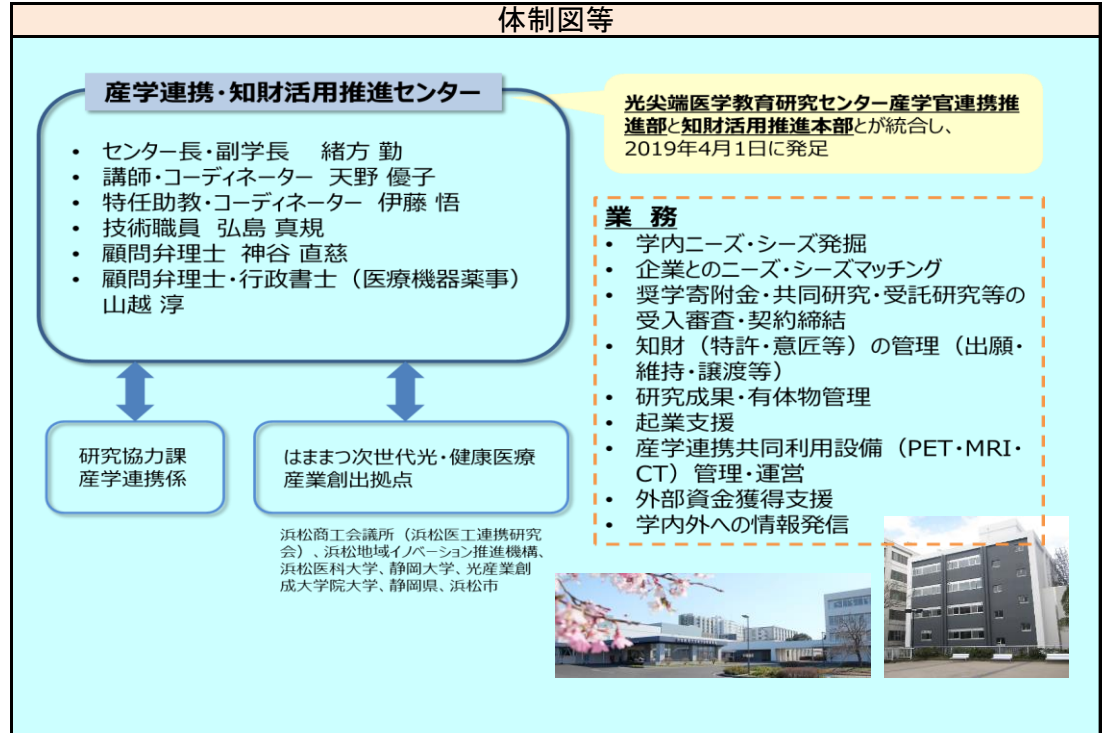 体制図等
産学連携・知財活用推進センター
• センター長・副学長　緒方 勤
• 講師・コーディネーター 天野 優子
• 特任助教・コーディネーター 伊藤 悟
• 技術職員 弘島 真規
• 顧問弁理士 神谷 直慈
• 顧問弁理士・行政書士（医療機器薬事）
山越 淳
光尖端医学教育研究センター産学官連携推
進部と知財活用推進本部とが統合し、
2019年4月1日に発足
業 務
• 学内ニーズ・シーズ発掘
• 企業とのニーズ・シーズマッチング
• 奨学寄附金・共同研究・受託研究等の
受入審査・契約締結
• 知財（特許・意匠等）の管理（出願・
維持・譲渡等）
• 研究成果・有体物管理
• 起業支援
• 産学連携共同利用設備（PET・MRI・
CT）管理・運営
• 外部資金獲得支援
• 学内外への情報発信
研究協力課
産学連携係
はままつ次世代光・健康医療
産業創出拠点
浜松商工会議所（浜松医工連携研究
会）、浜松地域イノベーション推進機構、
浜松医科大学、静岡大学、光産業創
成大学院大学、静岡県、浜松市